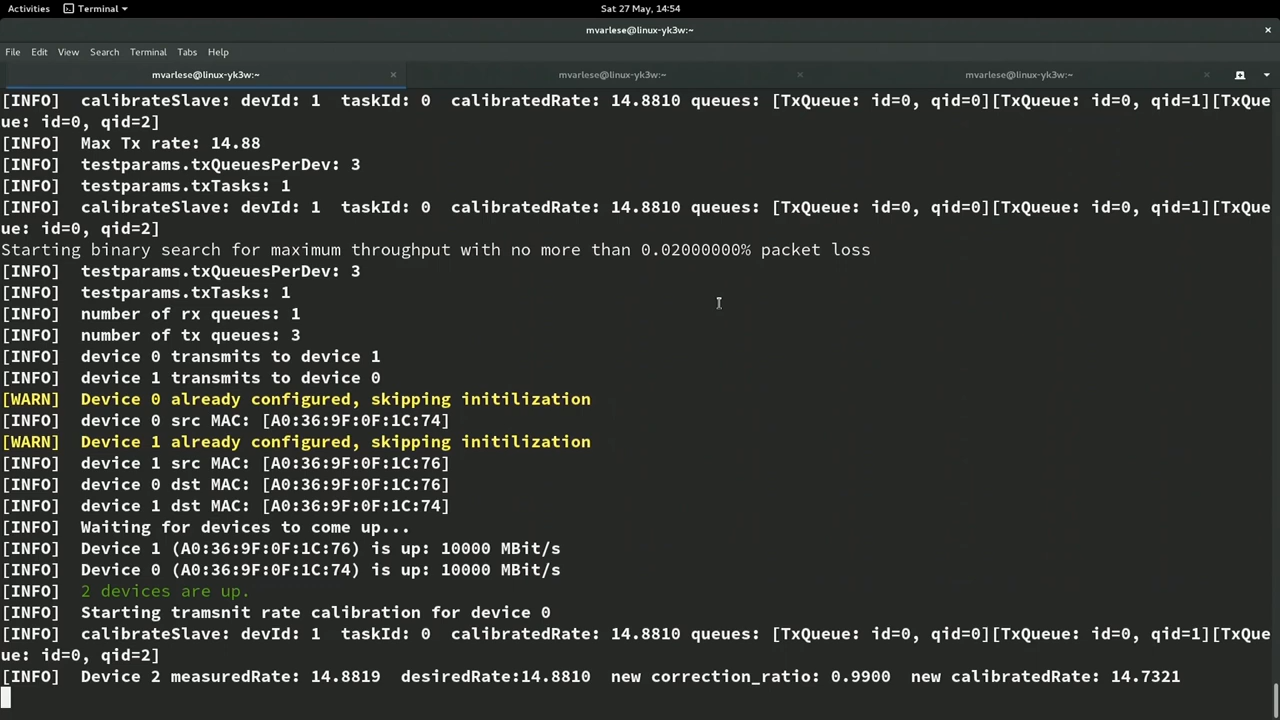 Activities Terminal Sat 27 May, 14:54
mvarlese@linux-yk3w:~
File Edit View Search Terminal Tabs Help
mvarlese@linux-yk3w:~ mvarlese@linux-yk3w:~ mvarlese@linux-yk3w:~
[INFO]  calibrateSlave: devId: 1  taskId: 0  calibratedRate: 14.8810 queues: [TxQueue: id=0, qid=0][TxQueue: id=0, qid=1][TxQue
ue: id=0, qid=2]
[INFO]  Max Tx rate: 14.88
[INFO]  testparams.txQueuesPerDev: 3
[INFO]  testparams.txTasks: 1
[INFO]  calibrateSlave: devId: 1  taskId: 0  calibratedRate: 14.8810 queues: [TxQueue: id=0, qid=0][TxQueue: id=0, qid=1][TxQue
ue: id=0, qid=2]
Starting binary search for maximum throughput with no more than 0.02000000% packet loss
[INFO]  testparams.txQueuesPerDev: 3
[INFO]  testparams.txTasks: 1
[INFO]  number of rx queues: 1
[INFO]  number of tx queues: 3
[INFO]  device 0 transmits to device 1
[INFO]  device 1 transmits to device 0
[WARN]  Device 0 already configured, skipping initilization
[INFO]  device 0 src MAC: [A0:36:9F:0F:1C:74]
[WARN]  Device 1 already configured, skipping initilization
[INFO]  device 1 src MAC: [A0:36:9F:0F:1C:76]
[INFO]  device 0 dst MAC: [A0:36:9F:0F:1C:76]
[INFO]  device 1 dst MAC: [A0:36:9F:0F:1C:74]
[INFO]  Waiting for devices to come up...
[INFO]  Device 1 (A0:36:9F:0F:1C:76) is up: 10000 MBit/s
[INFO]  Device 0 (A0:36:9F:0F:1C:74) is up: 10000 MBit/s
[INFO]  2 devices are up.
[INFO]  Starting tramsnit rate calibration for device 0
[INFO]  calibrateSlave: devId: 1  taskId: 0  calibratedRate: 14.8810 queues: [TxQueue: id=0, qid=0][TxQueue: id=0, qid=1][TxQue
ue: id=0, qid=2]
[INFO]  Device 2 measuredRate: 14.8819  desiredRate:14.8810  new correction_ratio: 0.9900  new calibratedRate: 14.7321